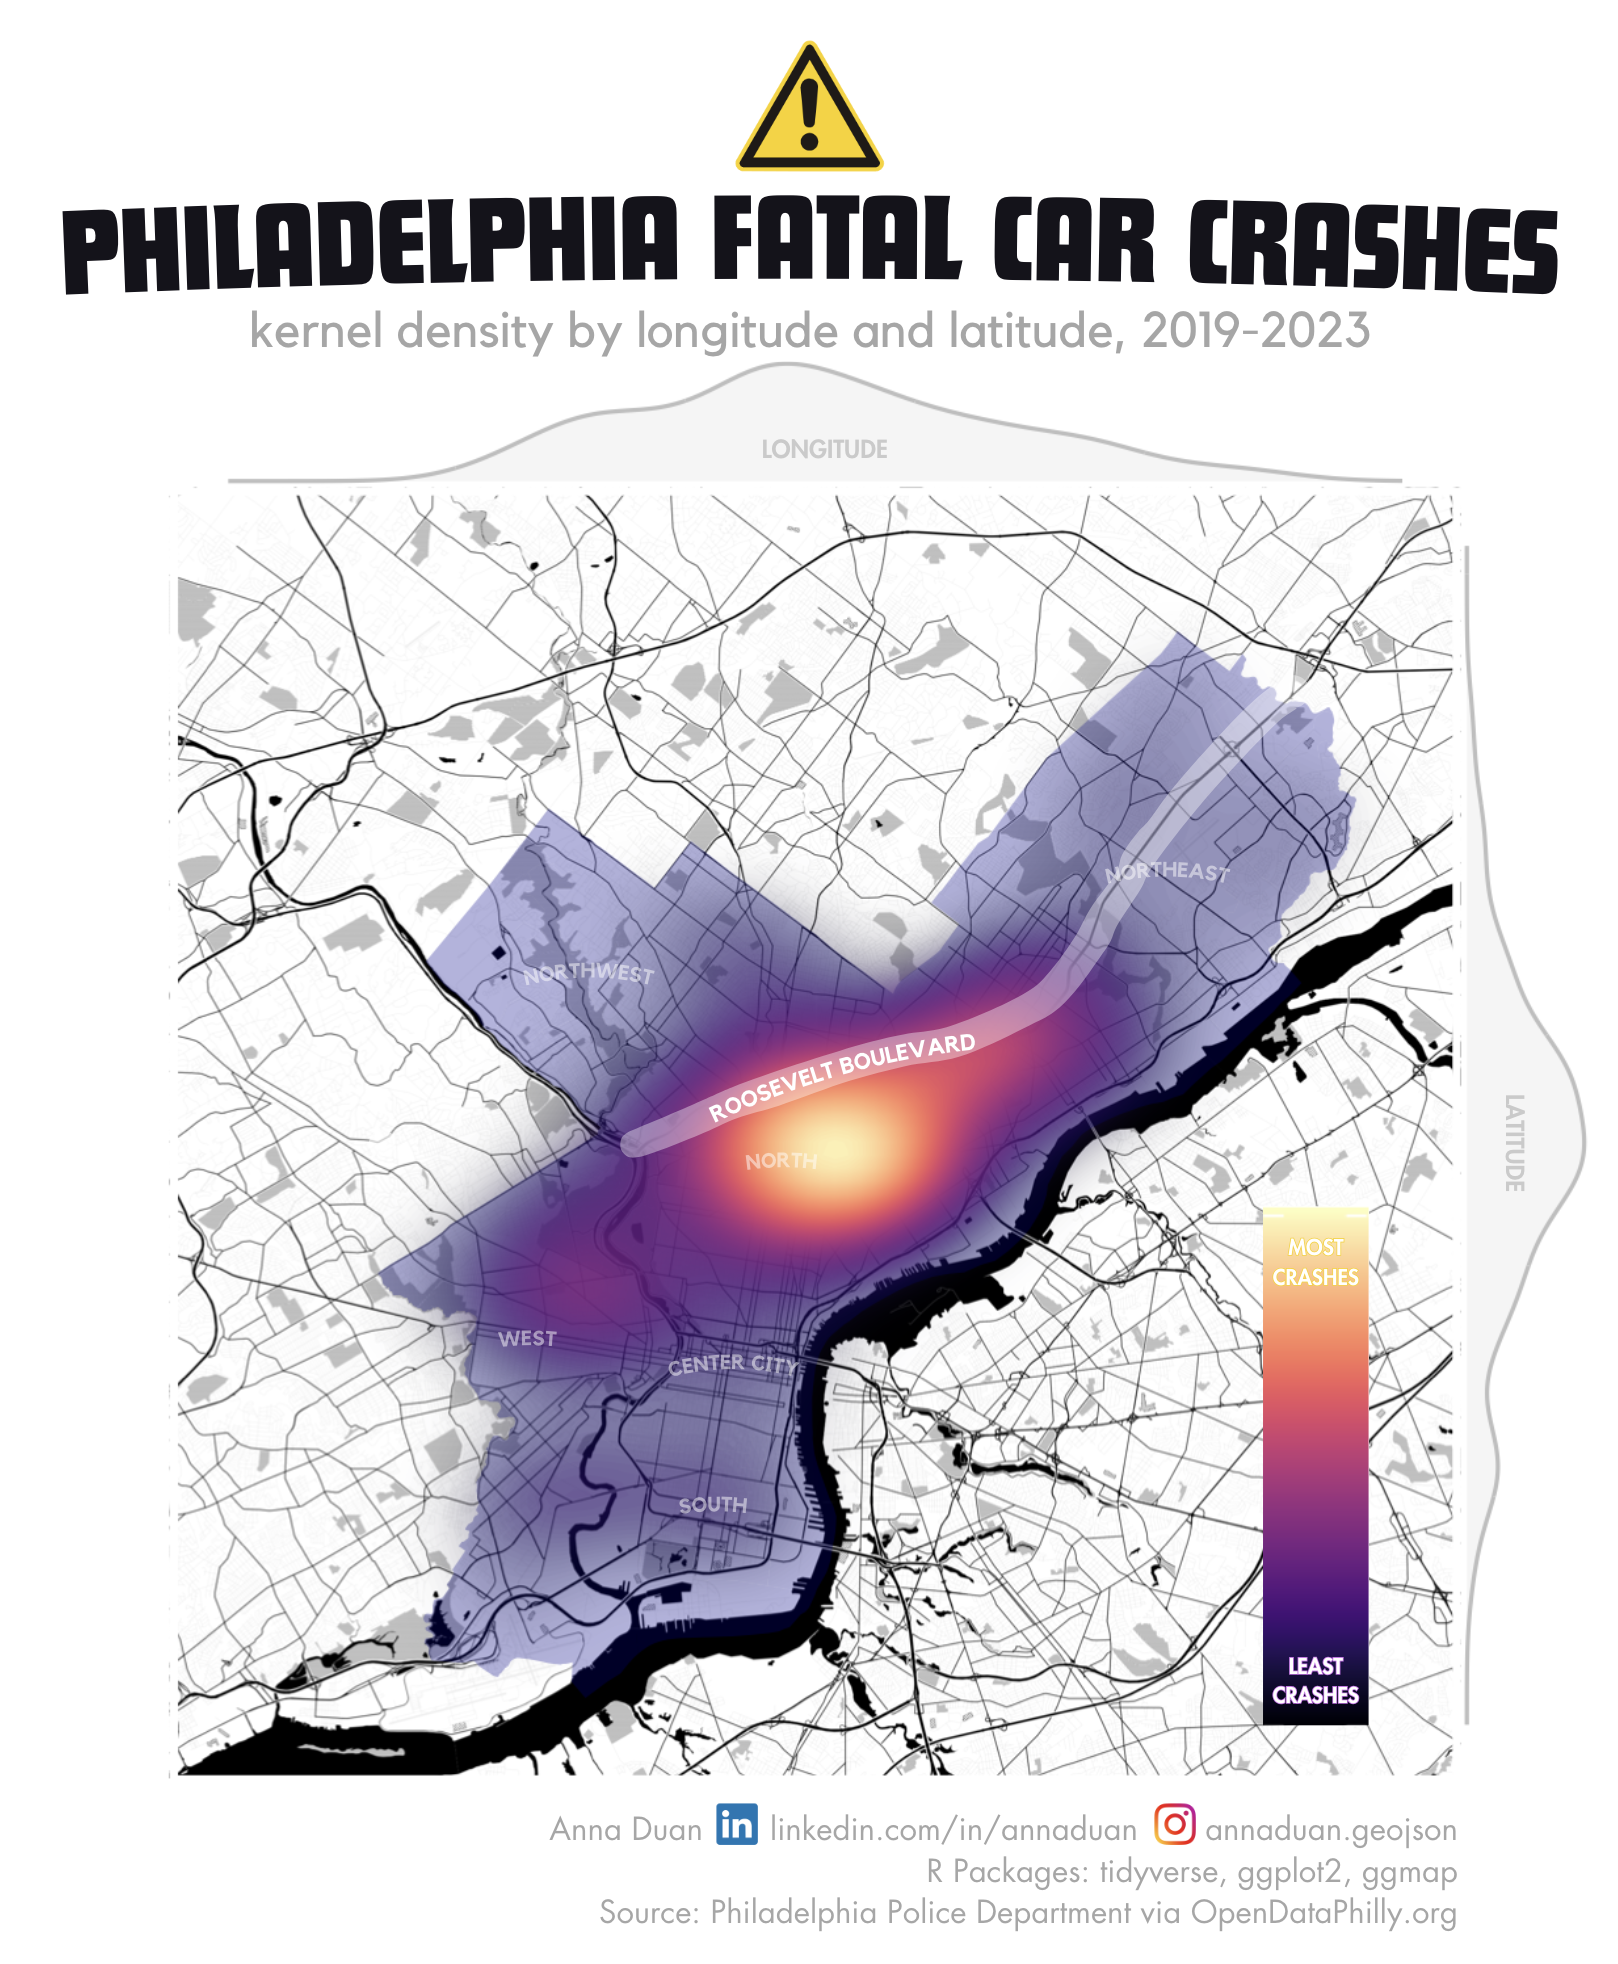 PHILADELPHIA FATAL CAR CRASHES
kernel density by longitude and latitude, 2019-2023
LONGITUDE
NORTHEAST
NORTHWEST
ROOSEVELT BOULEVARD
LATITUDE
NORTH
MOST
CRASHES
WEST
CENTER CITY
SOUTH
LEAST
CRASHES
Anna Duan in linkedin.com/in/annaduan annaduan.geojson
R Packages: tidyverse, ggplot2, ggmap
Source: Philadelphia Police Department via OpenDataPhilly.org